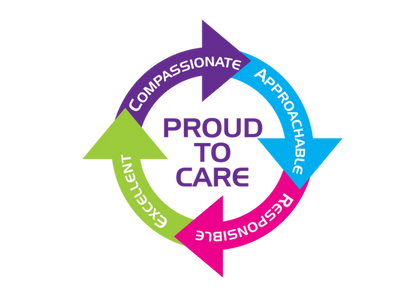 COMPASSIONATE
APPROACHABLE
RESPONSIBLE
EXCELLENT
PROUD
TO
CARE